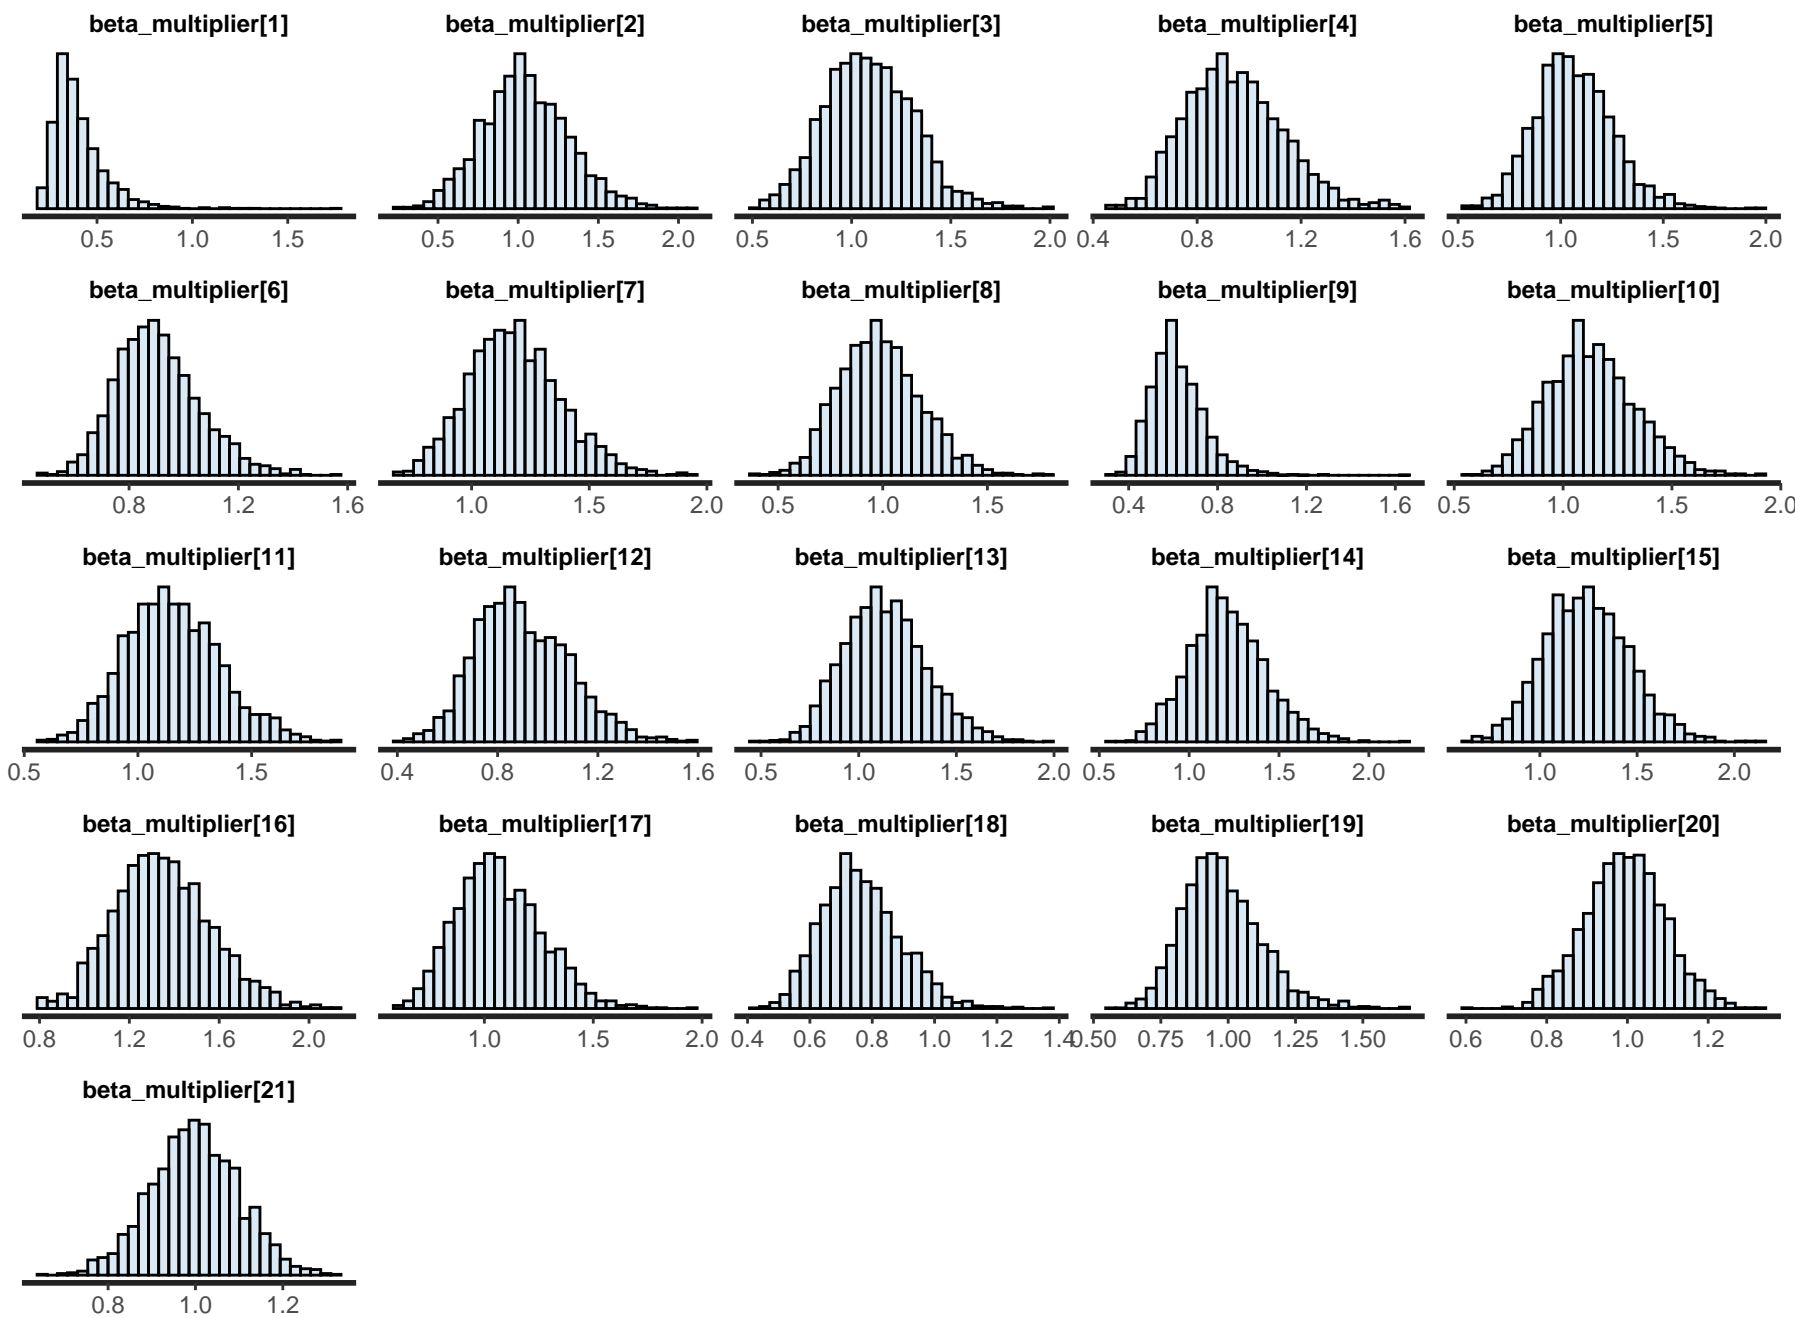 beta_multiplier[1] beta_multiplier[2] beta_multiplier[3] beta_multiplier[4] beta_multiplier[5]
0.5 1.0 1.5 0.5 1.0 1.5 2.0 0.5 1.0 1.5 2.0 0.4 0.8 1.2 1.6 0.5 1.0 1.5 2.0
beta_multiplier[6] beta_multiplier[7] beta_multiplier[8] beta_multiplier[9] beta_multiplier[10]
0.8 1.2 1.6 1.0 1.5 2.0 0.5 1.0 1.5 0.4 0.8 1.2 1.6 0.5 1.0 1.5 2.0
beta_multiplier[11] beta_multiplier[12] beta_multiplier[13] beta_multiplier[14] beta_multiplier[15]
0.5 1.0 1.5 0.4 0.8 1.2 1.6 0.5 1.0 1.5 2.0 0.5 1.0 1.5 2.0 1.0 1.5 2.0
beta_multiplier[16] beta_multiplier[17] beta_multiplier[18] beta_multiplier[19] beta_multiplier[20]
0.8 1.2 1.6 2.0 1.0 1.5 2.0 0.4 0.6 0.8 1.0 1.2 1.4 0.50 0.75 1.00 1.25 1.50 0.6 0.8 1.0 1.2
beta_multiplier[21]
0.8 1.0 1.2